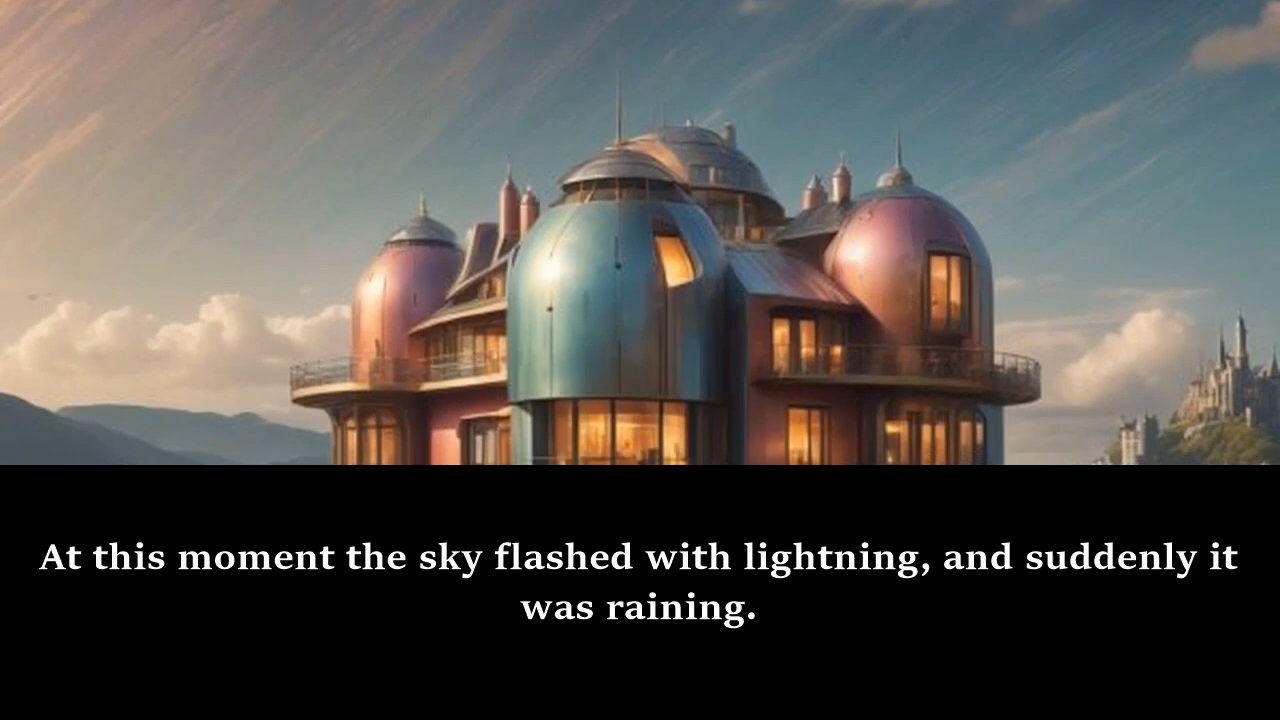 At this moment the sky flashed with lightning, and suddenly it
was raining.